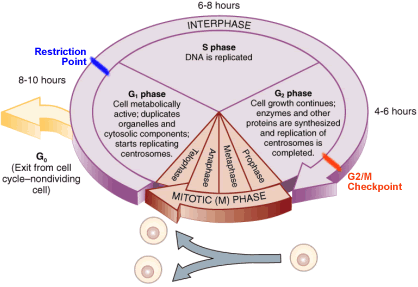 6-8 hours
INTERPHASE
Restriction
Point
S phase
DNA is replicated
8-10 hours
G₁ phase
Cell metabolically
active; duplicates
organelles and
cytosolic components;
starts replicating
centrosomes.
G₂ phase
Cell growth continues;
enzymes and other
proteins are synthesized
and replication of
centrosomes is
completed.
4-6 hours
G₀
(Exit from cell
cycle–nondividing
cell)
Telophase
Anaphase
Metaphase
Prophase
G2/M
Checkpoint
MITOTIC (M) PHASE